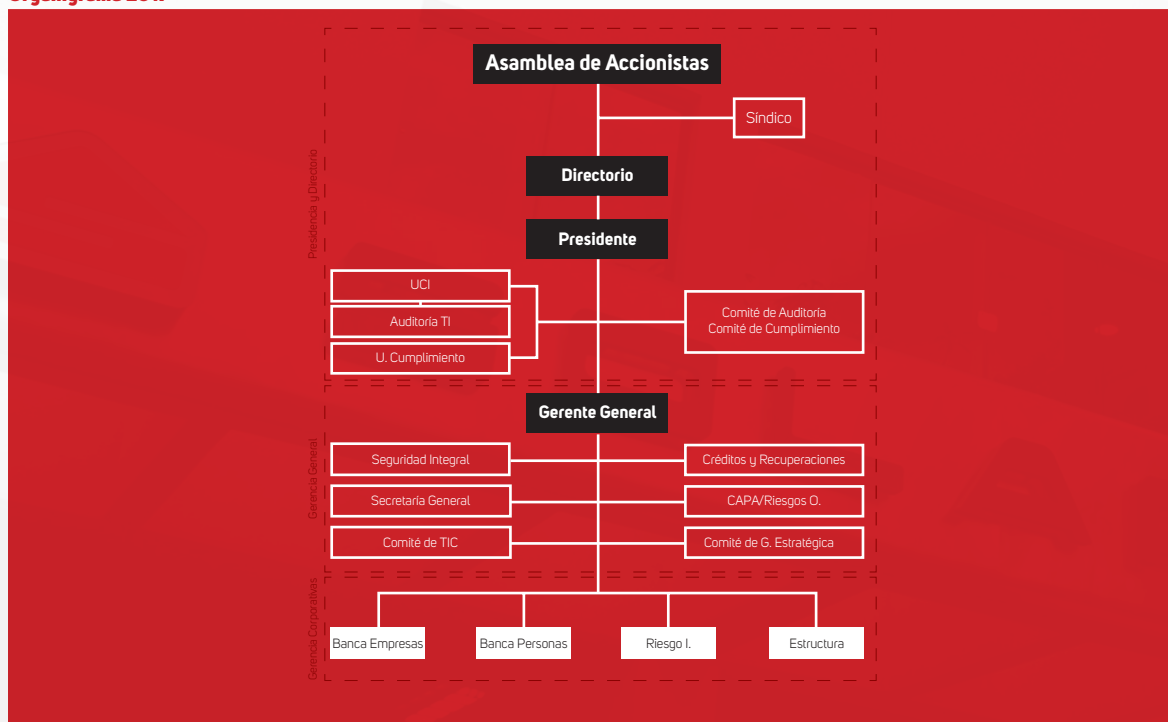 Asamblea de Accionistas
Síndico
Presidencia y Directorio
Directorio
Presidente
UCI
Auditoría TI
U. Cumplimiento
Comité de Auditoría
Comité de Cumplimiento
Gerencia General
Gerente General
Seguridad Integral
Créditos y Recuperaciones
Secretaría General
CAPA/Riesgos O.
Comité de TIC
Comité de G. Estratégica
Gerencia Corporativas
Banca Empresas
Banca Personas
Riesgo I.
Estructura